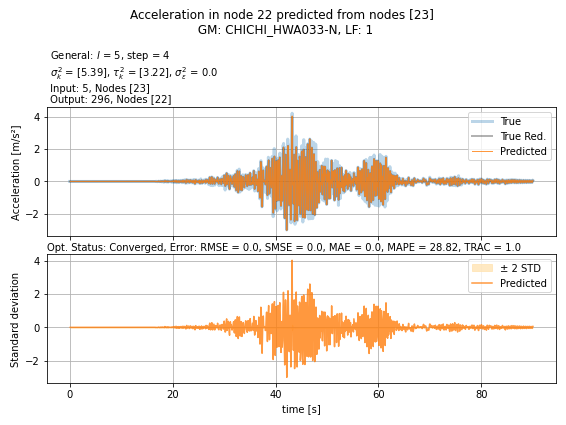 Acceleration in node 22 predicted from nodes [23]
GM: CHICHI_HWA033-N, LF: 1
General: l = 5, step = 4
σ²ₖ = [5.39], τ²ₖ = [3.22], σ²ε = 0.0
Input: 5, Nodes [23]
Output: 296, Nodes [22]
Acceleration [m/s²]
4
2
0
−2
True
True Red.
Predicted
Opt. Status: Converged, Error: RMSE = 0.0, SMSE = 0.0, MAE = 0.0, MAPE = 28.82, TRAC = 1.0
Standard deviation
4
2
0
−2
± 2 STD
Predicted
0 20 40 60 80
time [s]